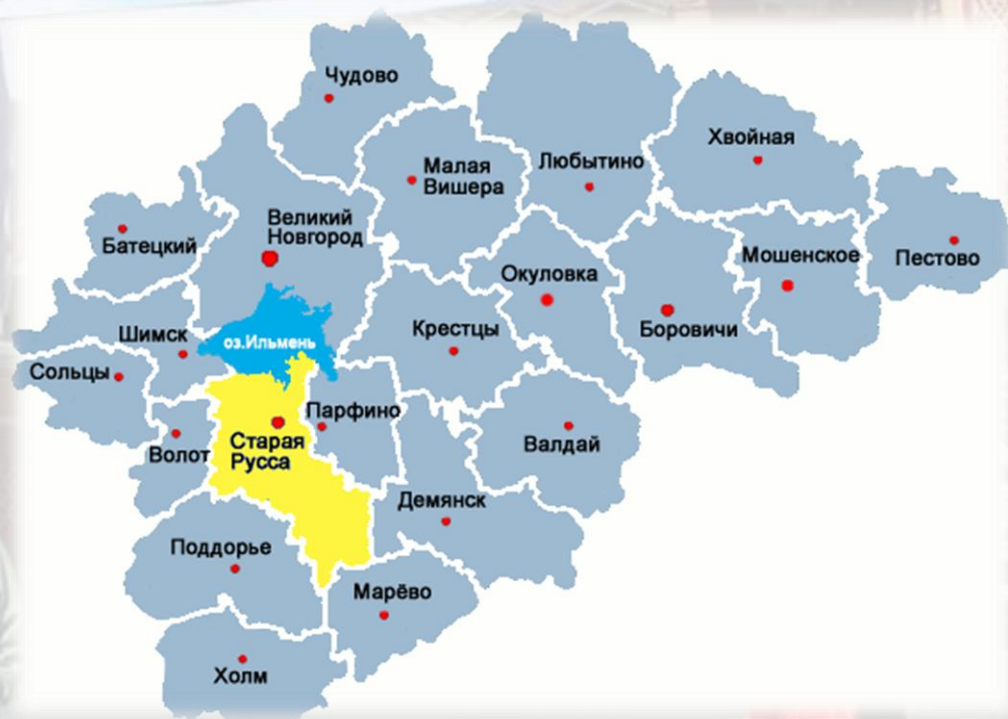 Чудово
Хвойная
Малая
Вишера
Любытино
Великий
Новгород
Батецкий
Мошенское
Пестово
Окуловка
Шимск
оз.Ильмень
Крестцы
Боровичи
Сольцы
Парфино
Старая
Русса
Волот
Валдай
Демянск
Поддорье
Марёво
Холм